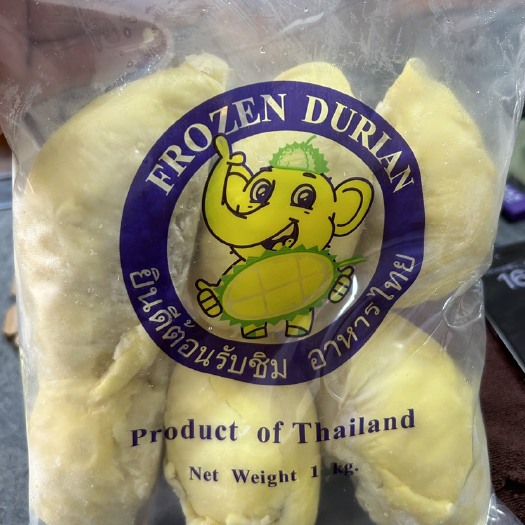 FROZEN DURIAN
ยินดีต้อนรับชิม อาหารไทย
Product of Thailand
Net Weight 1 kg.